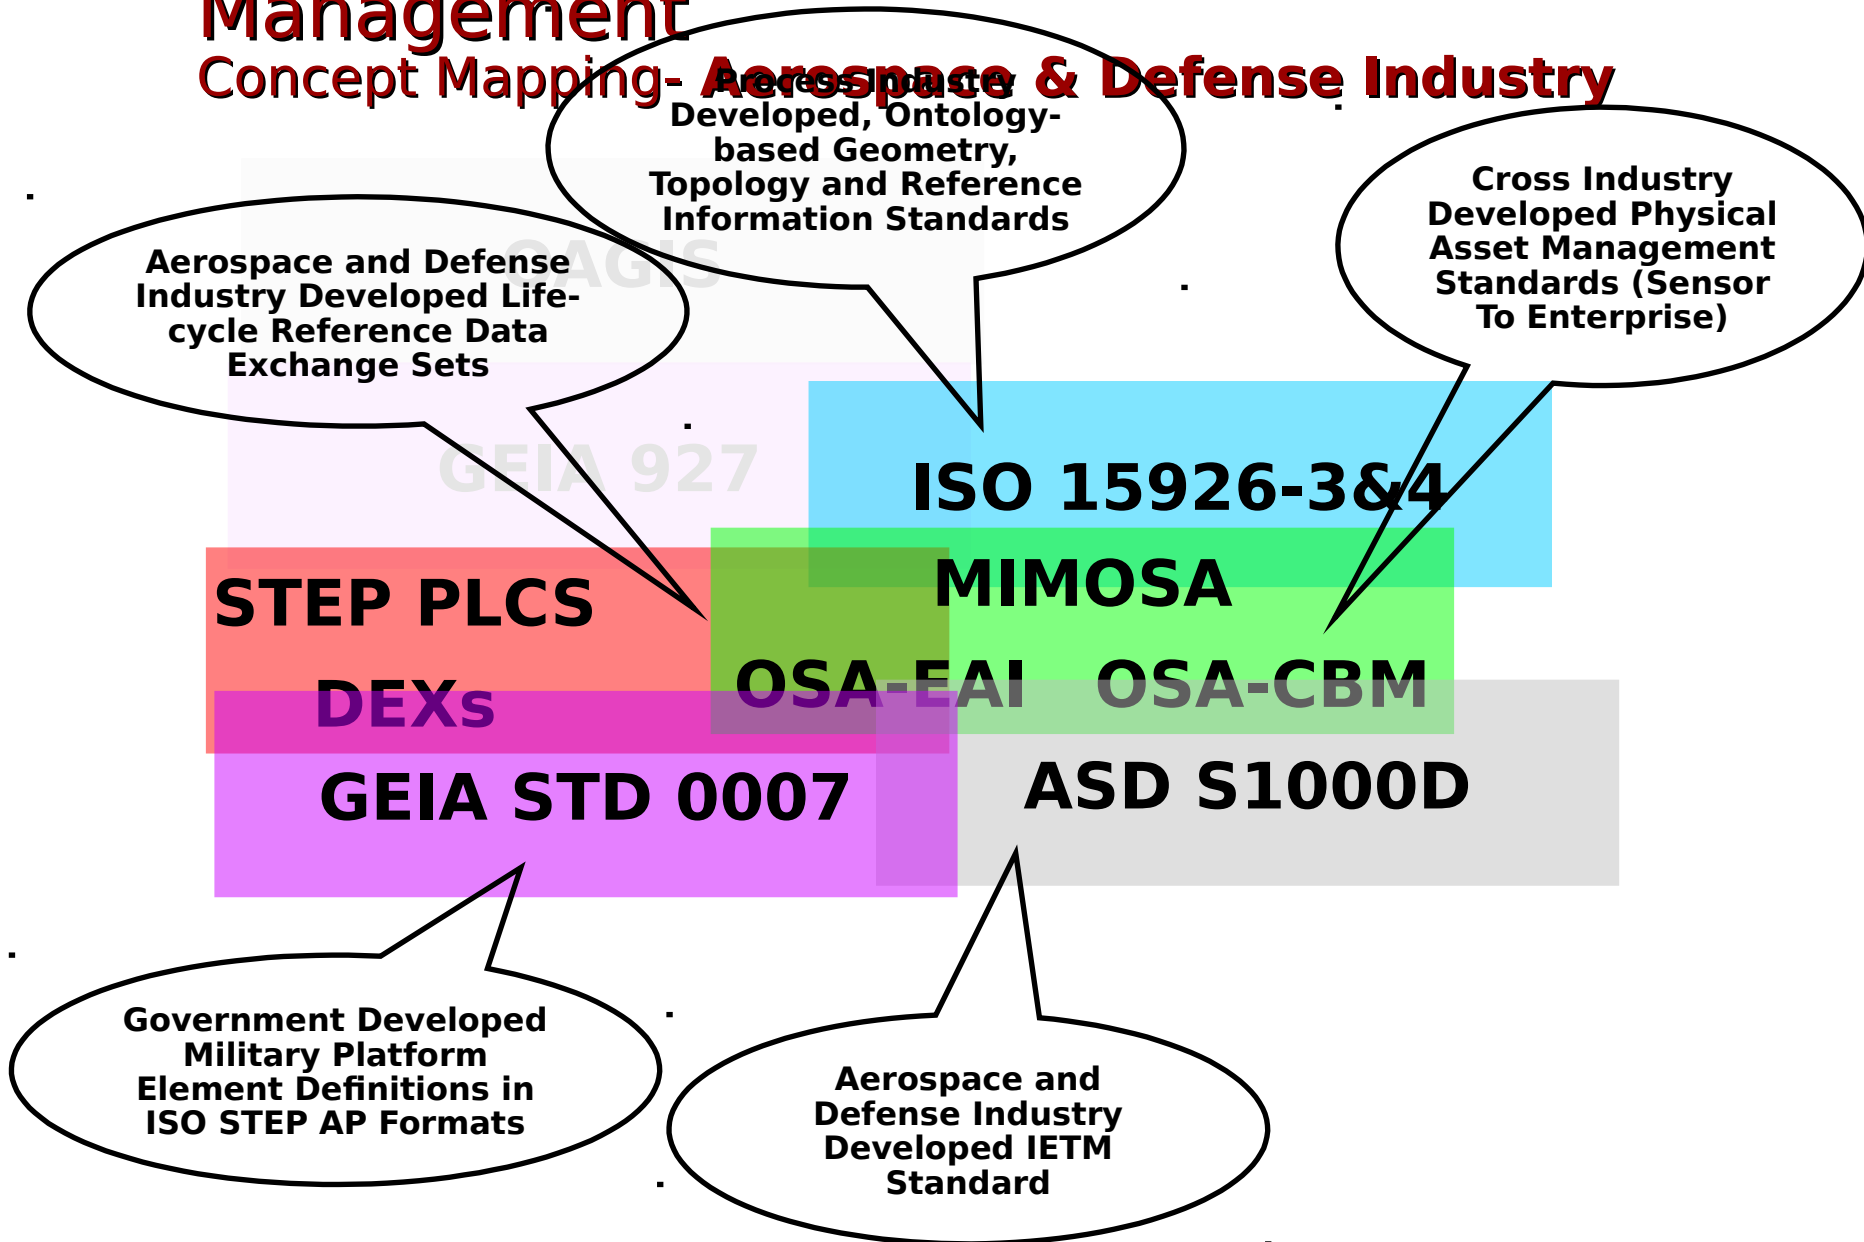 Management
Concept Mapping- Aerospace & Defense Industry
Process Industry
Developed, Ontology-
based Geometry,
Topology and Reference
Information Standards
Cross Industry
Developed Physical
Asset Management
Standards (Sensor
To Enterprise)
OAGIS
Aerospace and Defense
Industry Developed Life-
cycle Reference Data
Exchange Sets
GEIA 927
ISO 15926-3&4
MIMOSA
OSA-EAI OSA-CBM
STEP PLCS
DEXs
GEIA STD 0007
ASD S1000D
Government Developed
Military Platform
Element Definitions in
ISO STEP AP Formats
Aerospace and
Defense Industry
Developed IETM
Standard